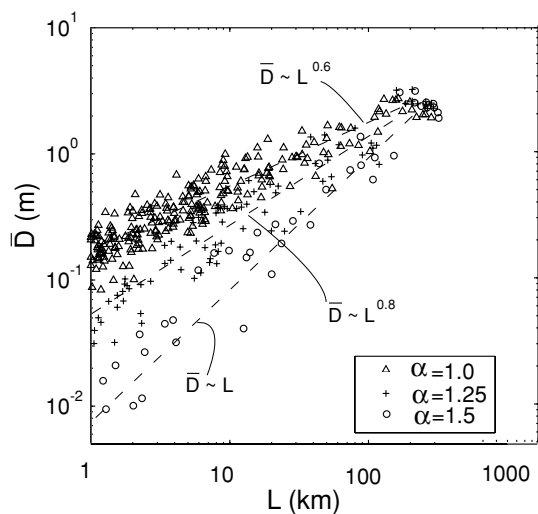 10^1
D̅ ~ L^0.6
10^0
D̅ (m)
10^-1
D̅ ~ L^0.8
D̅ ~ L
△ α=1.0
+ α=1.25
○ α=1.5
10^-2
1 10 100 1000
L (km)